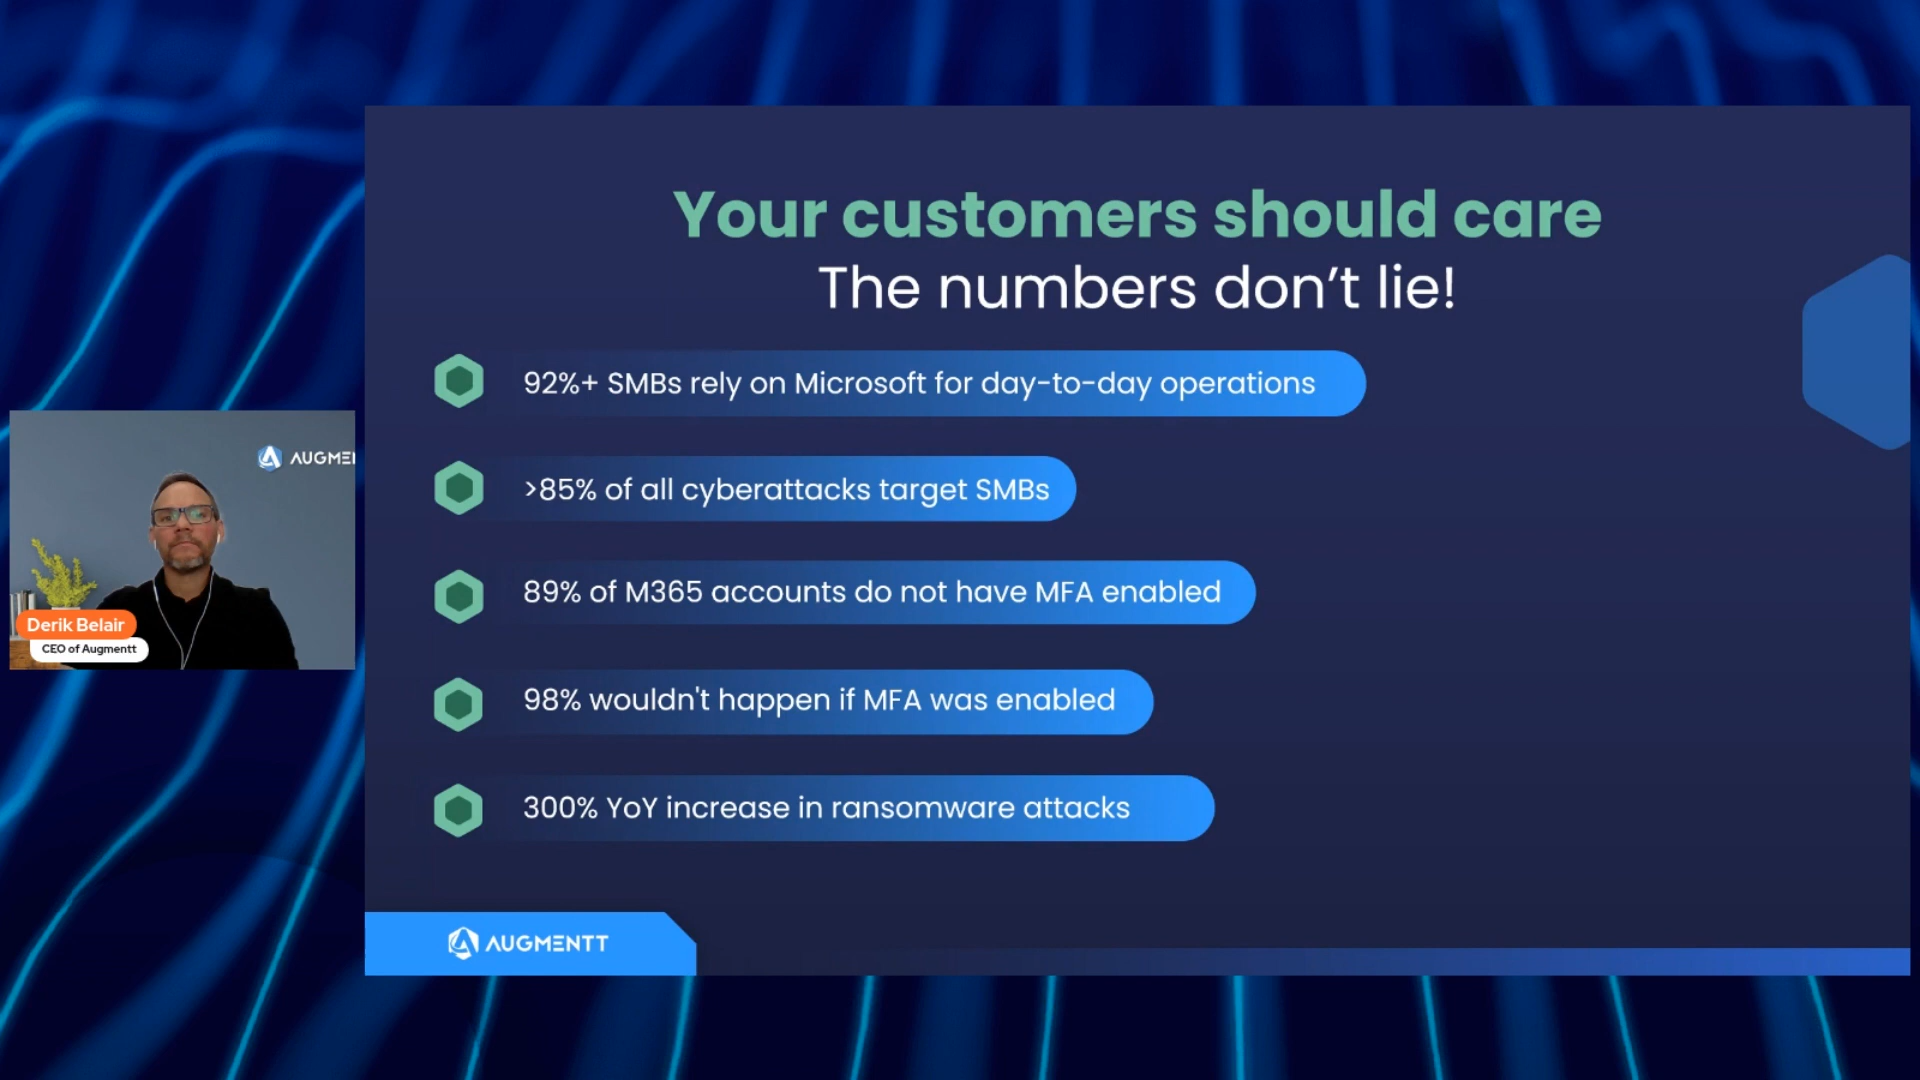 Your customers should care
The numbers don’t lie!
92%+ SMBs rely on Microsoft for day-to-day operations
>85% of all cyberattacks target SMBs
89% of M365 accounts do not have MFA enabled
98% wouldn't happen if MFA was enabled
300% YoY increase in ransomware attacks
AUGMENTT
AUGME
Derik Belair
CEO of Augmentt